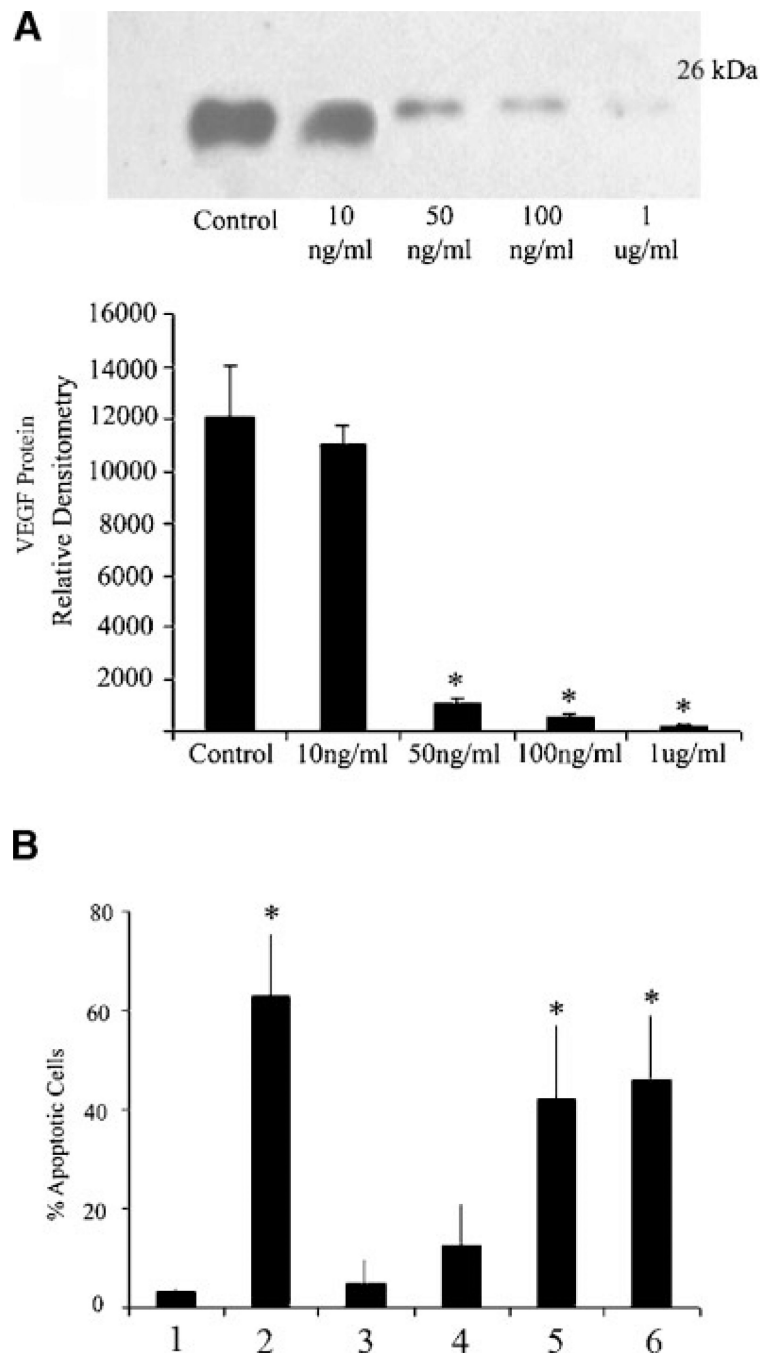 A
26 kDa
Control 10 50 100 1
ng/ml ng/ml ng/ml ug/ml
16000
14000
12000
10000
8000
6000
4000
2000
VEGF Protein
Relative Densitometry
* * *
Control 10ng/ml 50ng/ml 100ng/ml 1ug/ml
B
80
60
40
20
0
% Apoptotic Cells
* * *
1 2 3 4 5 6